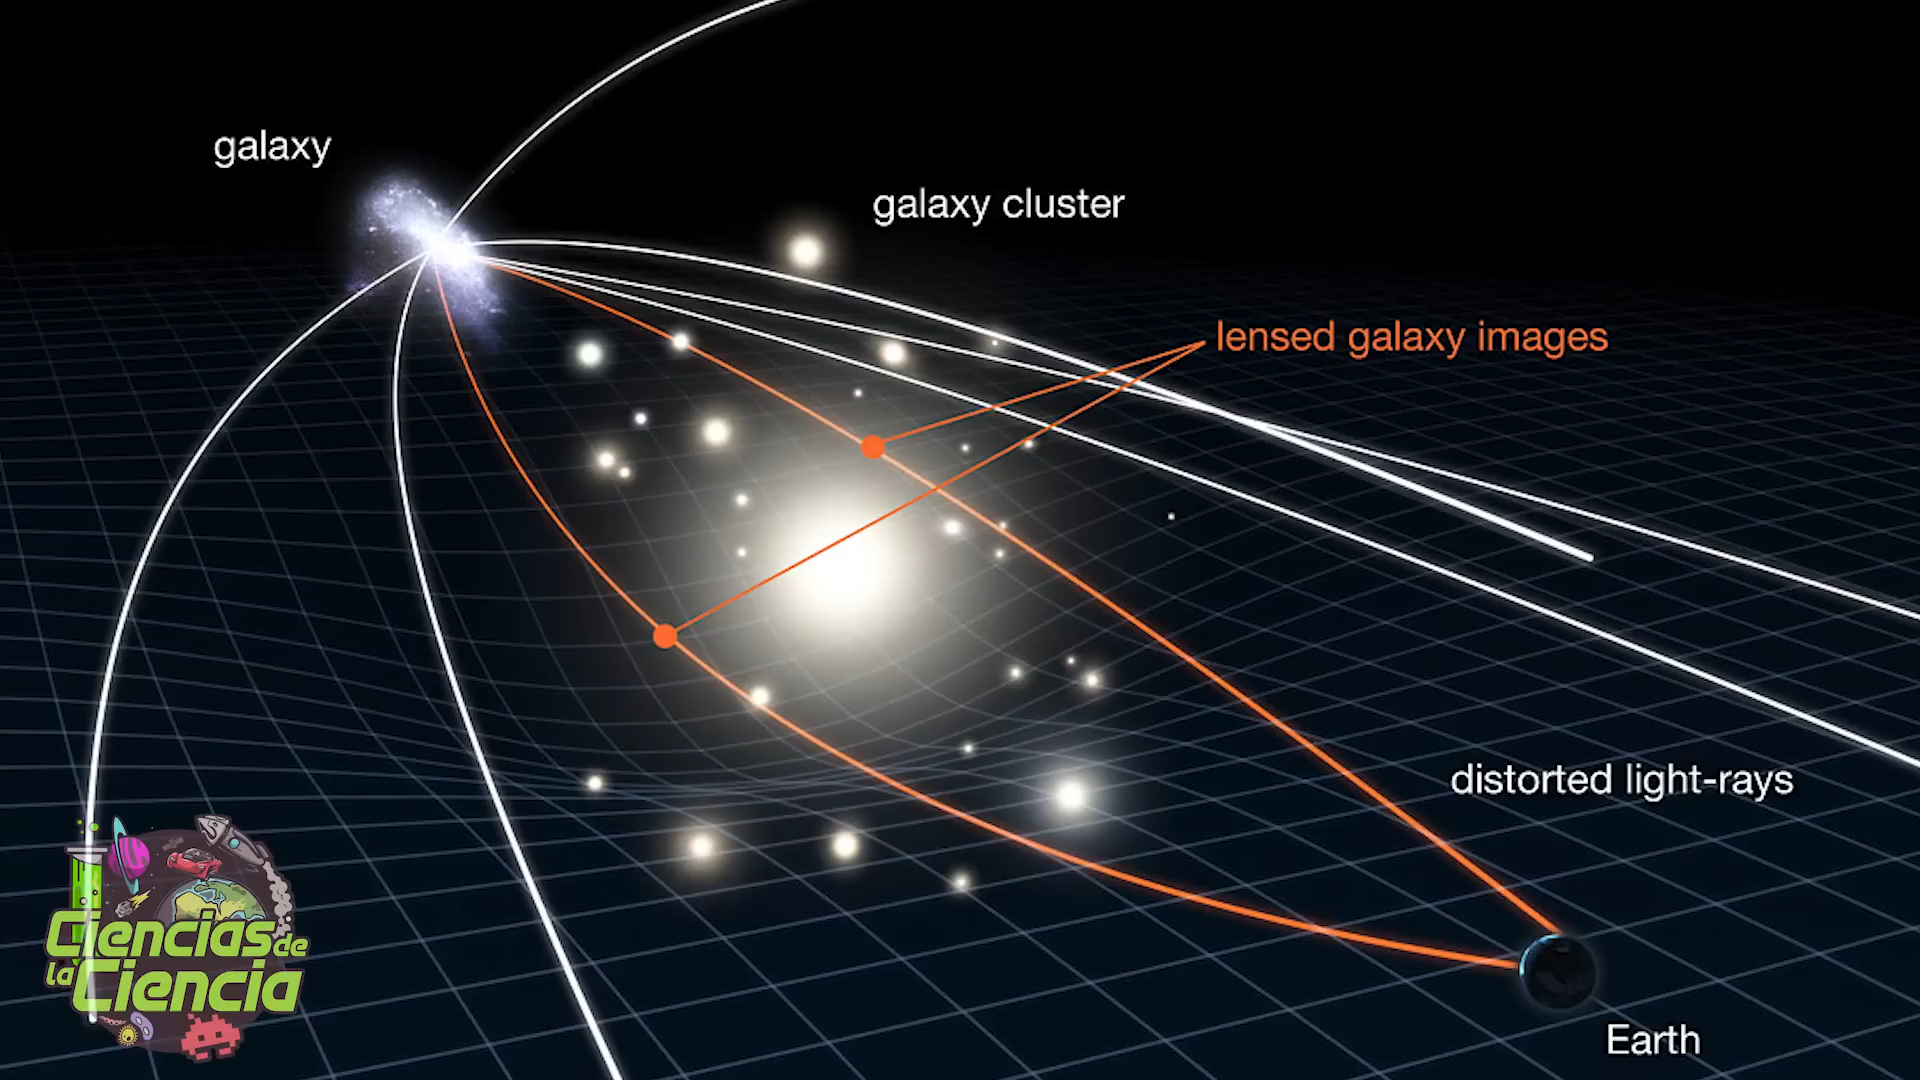 galaxy
galaxy cluster
lensed galaxy images
distorted light-rays
Ciencias de
la Ciencia
Earth